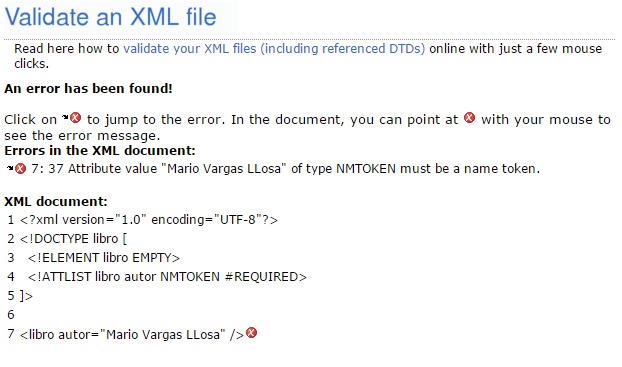 Validate an XML file
Read here how to validate your XML files (including referenced DTDs) online with just a few mouse
clicks.
An error has been found!
Click on to jump to the error. In the document, you can point at with your mouse to
see the error message.
Errors in the XML document:
7: 37 Attribute value "Mario Vargas LLosa" of type NMTOKEN must be a name token.
XML document:
1 <?xml version="1.0" encoding="UTF-8"?>
2 <!DOCTYPE libro [
3 <!ELEMENT libro EMPTY>
4 <!ATTLIST libro autor NMTOKEN #REQUIRED>
5 ]>
6
7 <libro autor="Mario Vargas LLosa" />